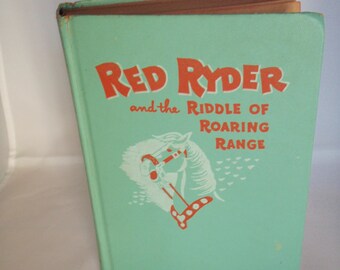 RED RYDER
and the RIDDLE OF
ROARING
RANGE